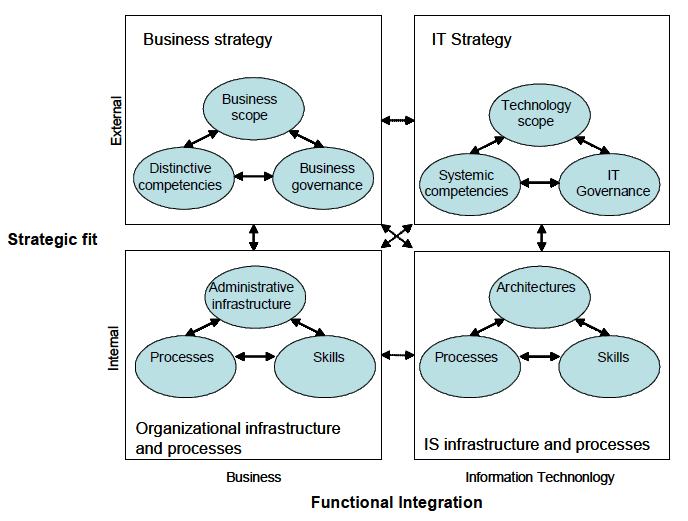 Business strategy
IT Strategy
External
Business
scope
Distinctive
competencies
Business
governance
Technology
scope
Systemic
competencies
IT
Governance
Strategic fit
Internal
Administrative
infrastructure
Processes
Skills
Organizational infrastructure
and processes
Architectures
Processes
Skills
IS infrastructure and processes
Business
Information Technonlogy
Functional Integration